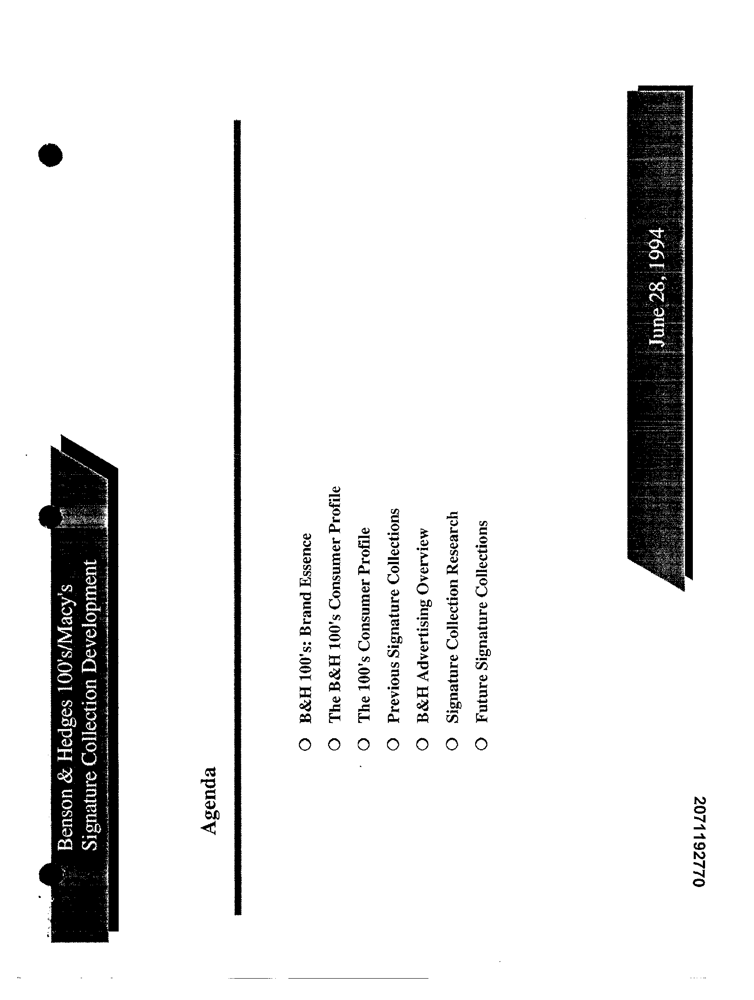 Benson & Hedges 100's/Macy's
Signature Collection Development
Agenda
B&H 100's: Brand Essence
The B&H 100's Consumer Profile
The 100's Consumer Profile
Previous Signature Collections
B&H Advertising Overview
Signature Collection Research
Future Signature Collections
June 28, 1994
2071192770